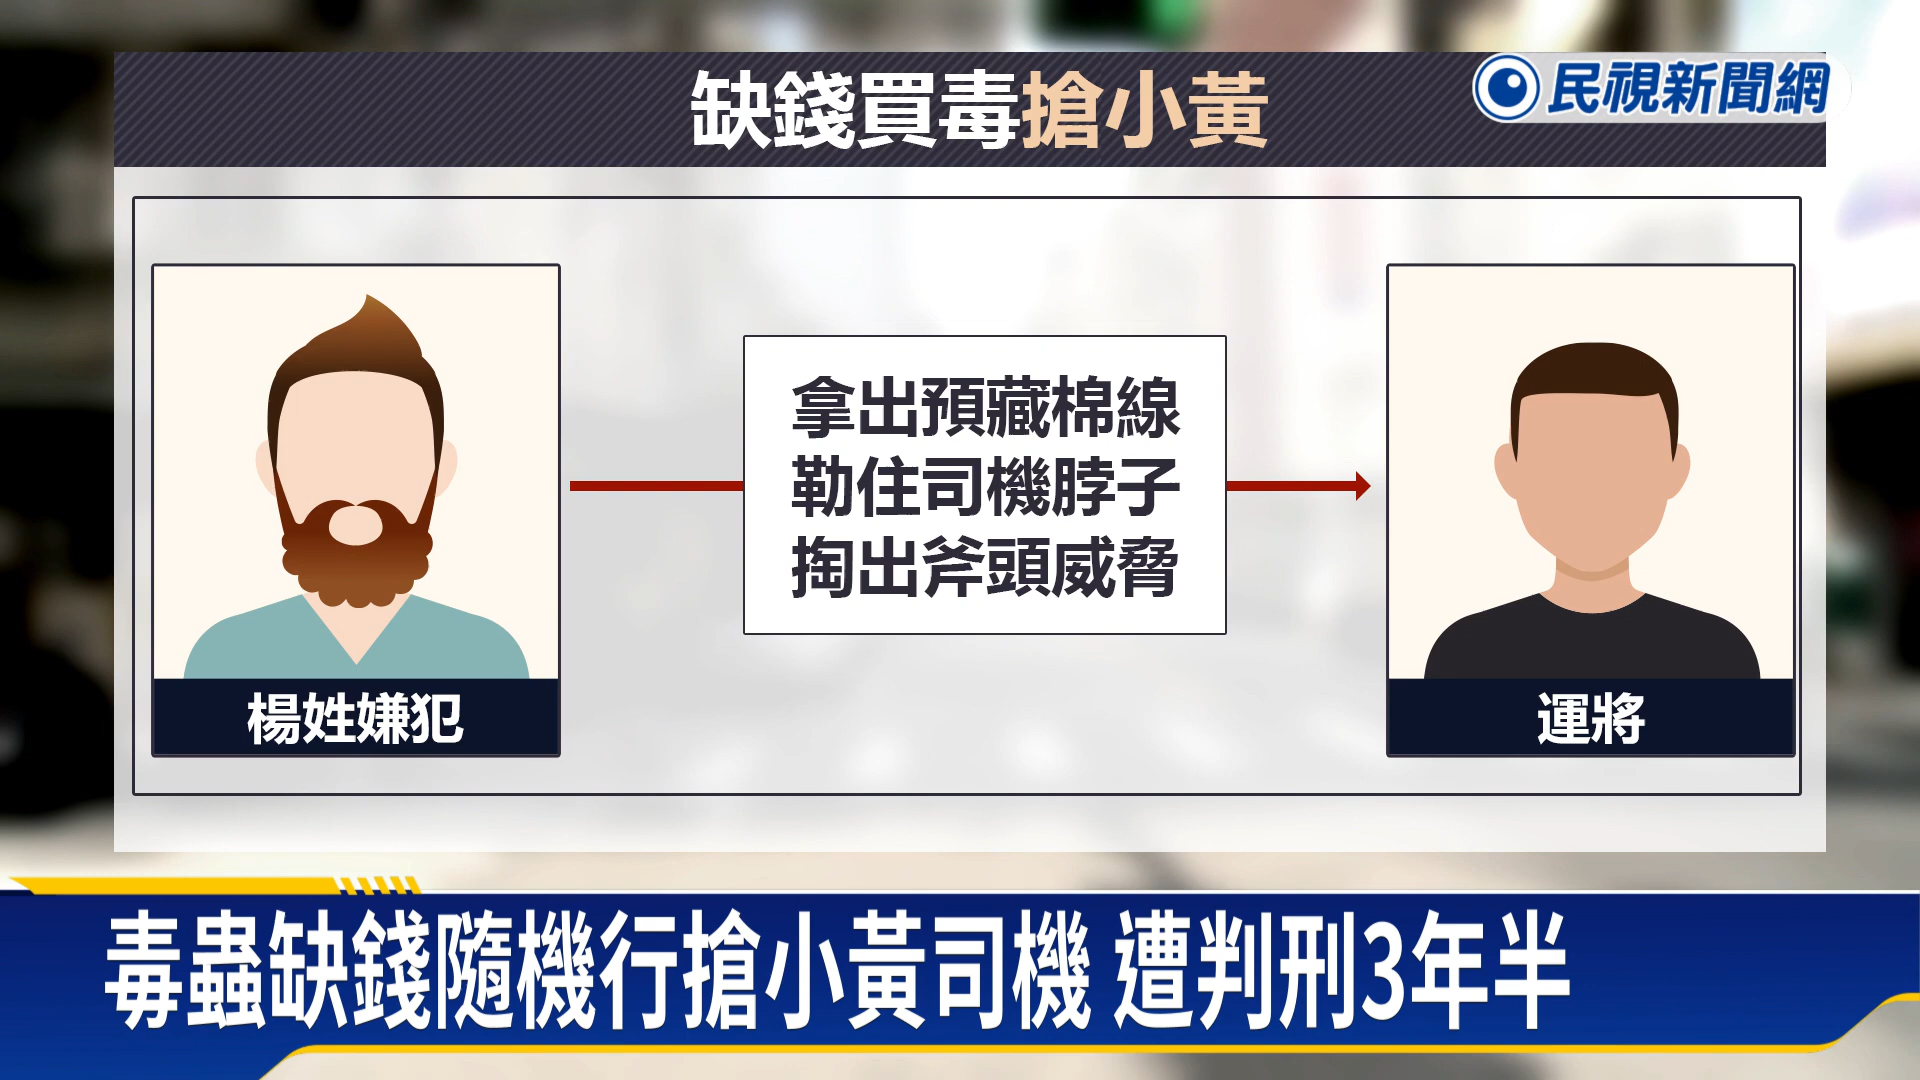 缺錢買毒搶小黃
民視新聞網
拿出預藏棉線
勒住司機脖子
掏出斧頭威脅
楊姓嫌犯
運將
毒蟲缺錢隨機行搶小黃司機 遭判刑3年半